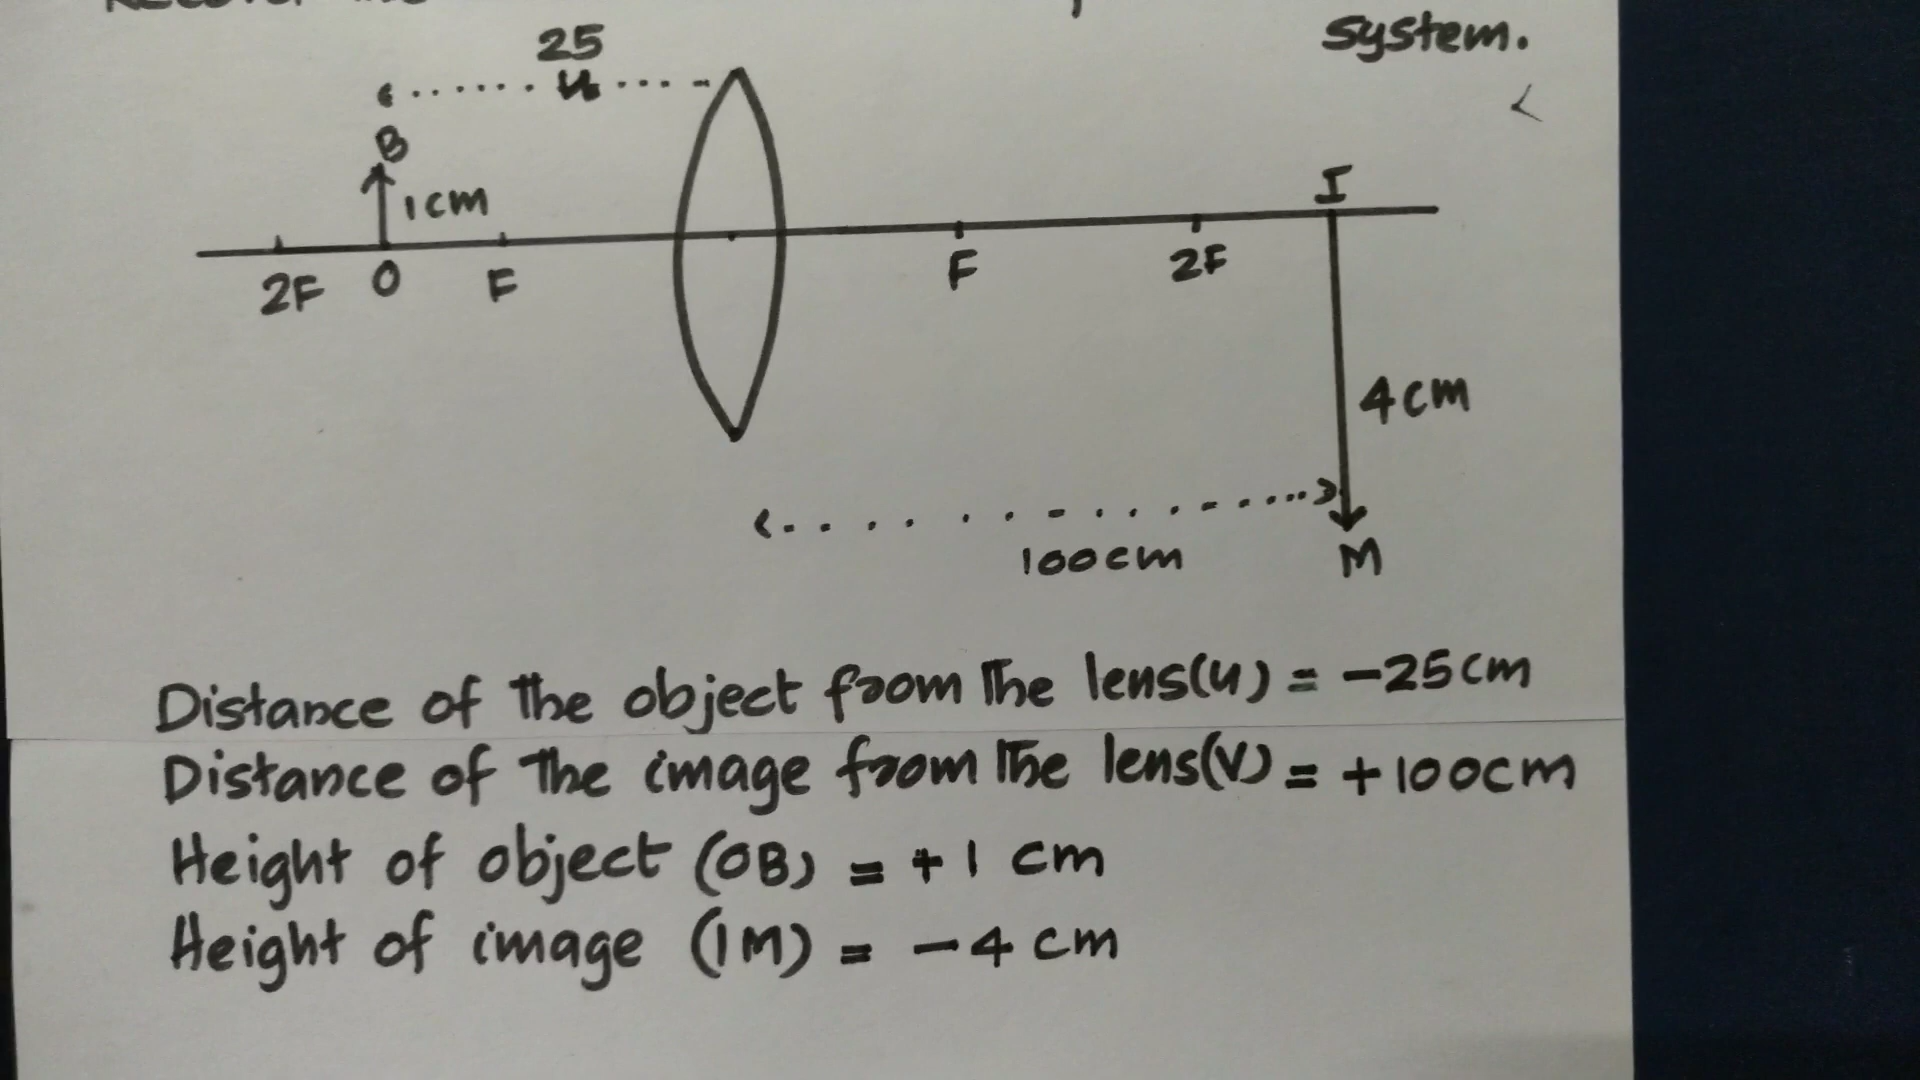 system.
25
u
B
1cm
I
2F O F F 2F
4cm
100cm
M
Distance of the object from the lens(u) = -25cm
Distance of the image from the lens(v) = +100cm
Height of object (OB) = +1 cm
Height of image (IM) = -4 cm